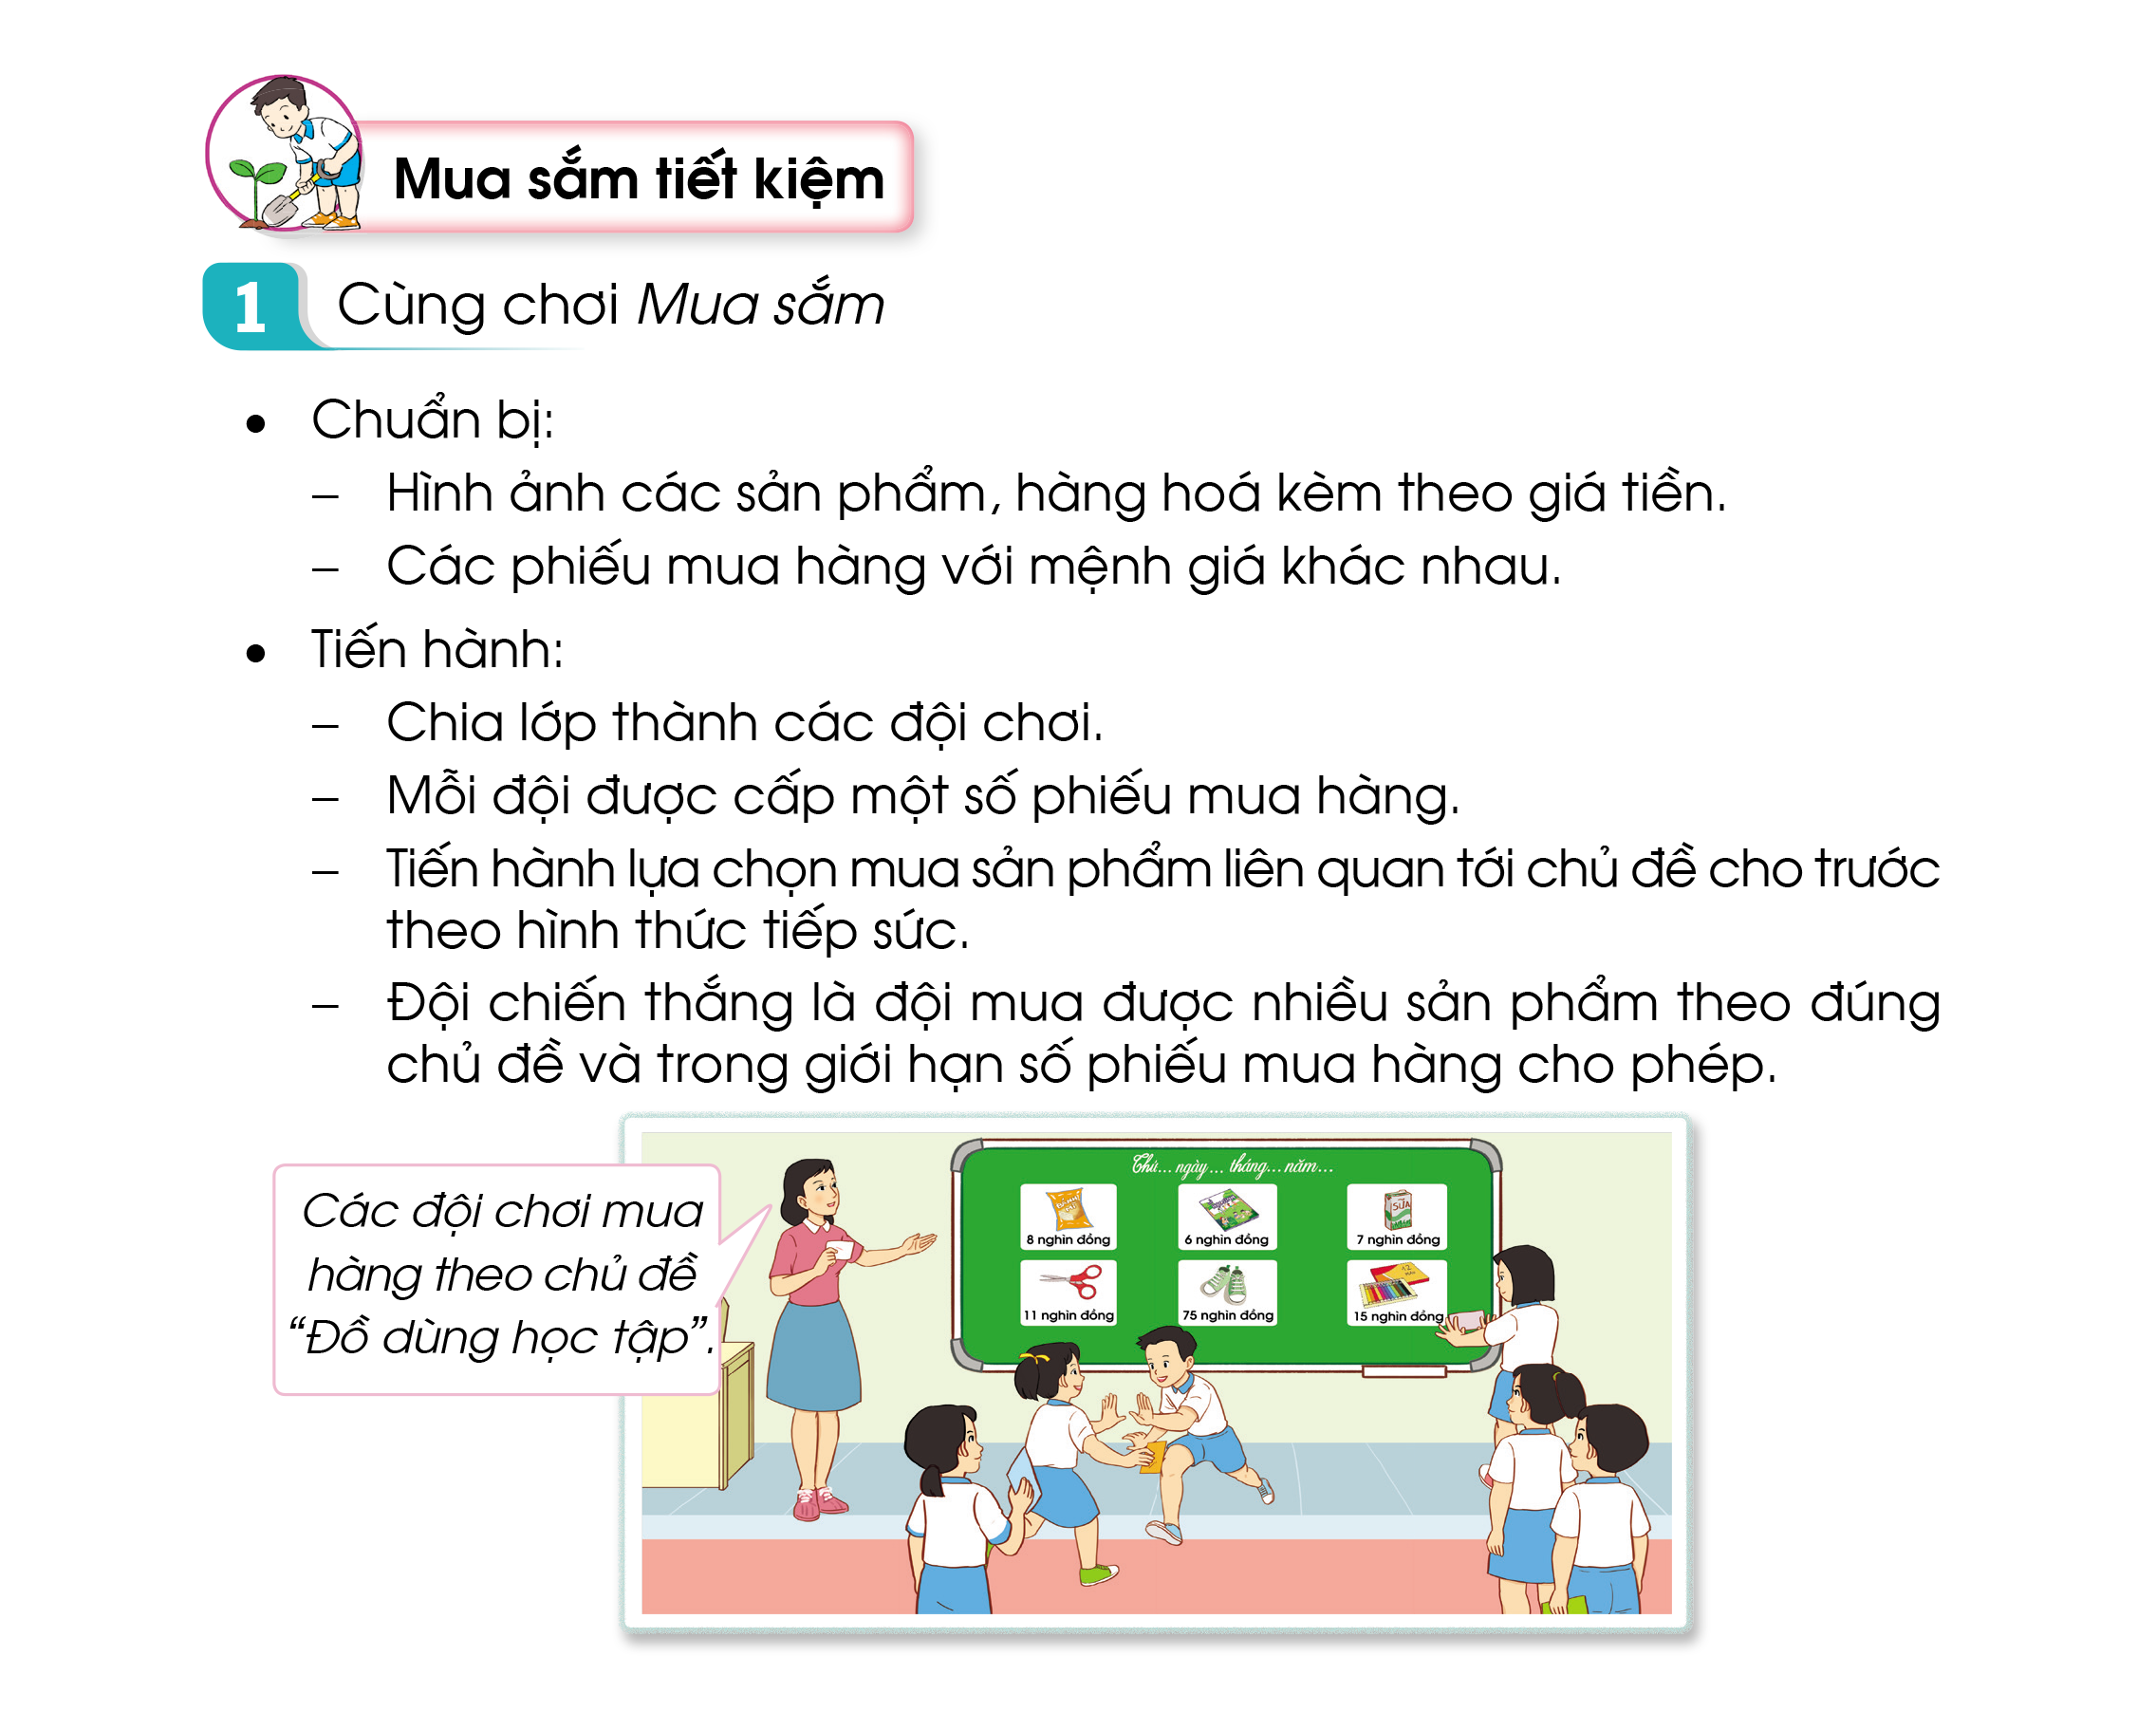 Mua sắm tiết kiệm
1 Cùng chơi Mua sắm
• Chuẩn bị:
– Hình ảnh các sản phẩm, hàng hoá kèm theo giá tiền.
– Các phiếu mua hàng với mệnh giá khác nhau.
• Tiến hành:
– Chia lớp thành các đội chơi.
– Mỗi đội được cấp một số phiếu mua hàng.
– Tiến hành lựa chọn mua sản phẩm liên quan tới chủ đề cho trước
theo hình thức tiếp sức.
– Đội chiến thắng là đội mua được nhiều sản phẩm theo đúng
chủ đề và trong giới hạn số phiếu mua hàng cho phép.
Các đội chơi mua
hàng theo chủ đề
“Đồ dùng học tập”.
Thứ... ngày... tháng... năm...
SỮA
8 nghìn đồng 6 nghìn đồng 7 nghìn đồng
12
11 nghìn đồng 75 nghìn đồng 15 nghìn đồng